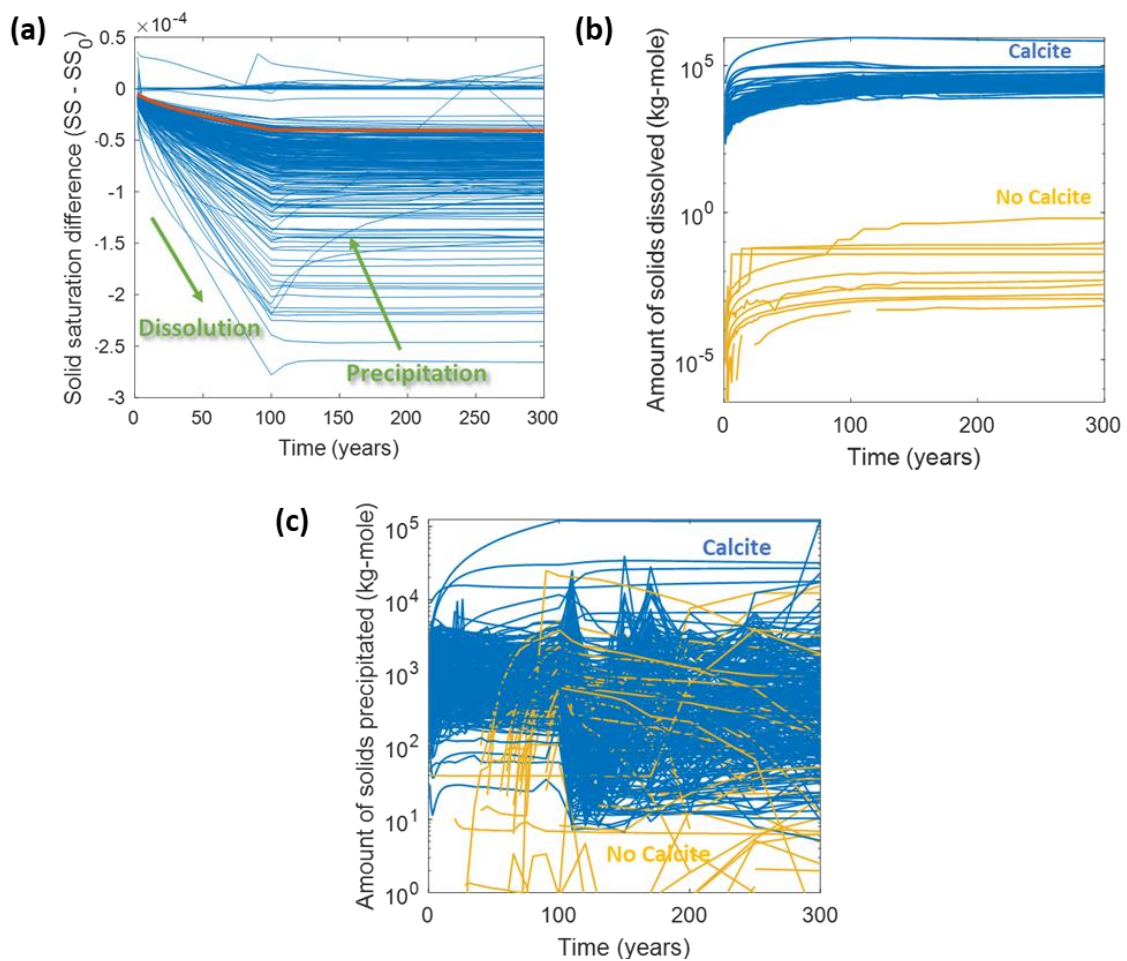 (a)
×10⁻⁴
0.5
0
-0.5
-1
-1.5
-2
-2.5
-3
Solid saturation difference (SS - SS₀)
Dissolution
Precipitation
0 50 100 150 200 250 300
Time (years)
(b)
10⁵
10⁰
10⁻⁵
Amount of solids dissolved (kg-mole)
Calcite
No Calcite
0 100 200 300
Time (years)
(c)
10⁵
10⁴
10³
10²
10¹
10⁰
Amount of solids precipitated (kg-mole)
Calcite
No Calcite
0 100 200 300
Time (years)